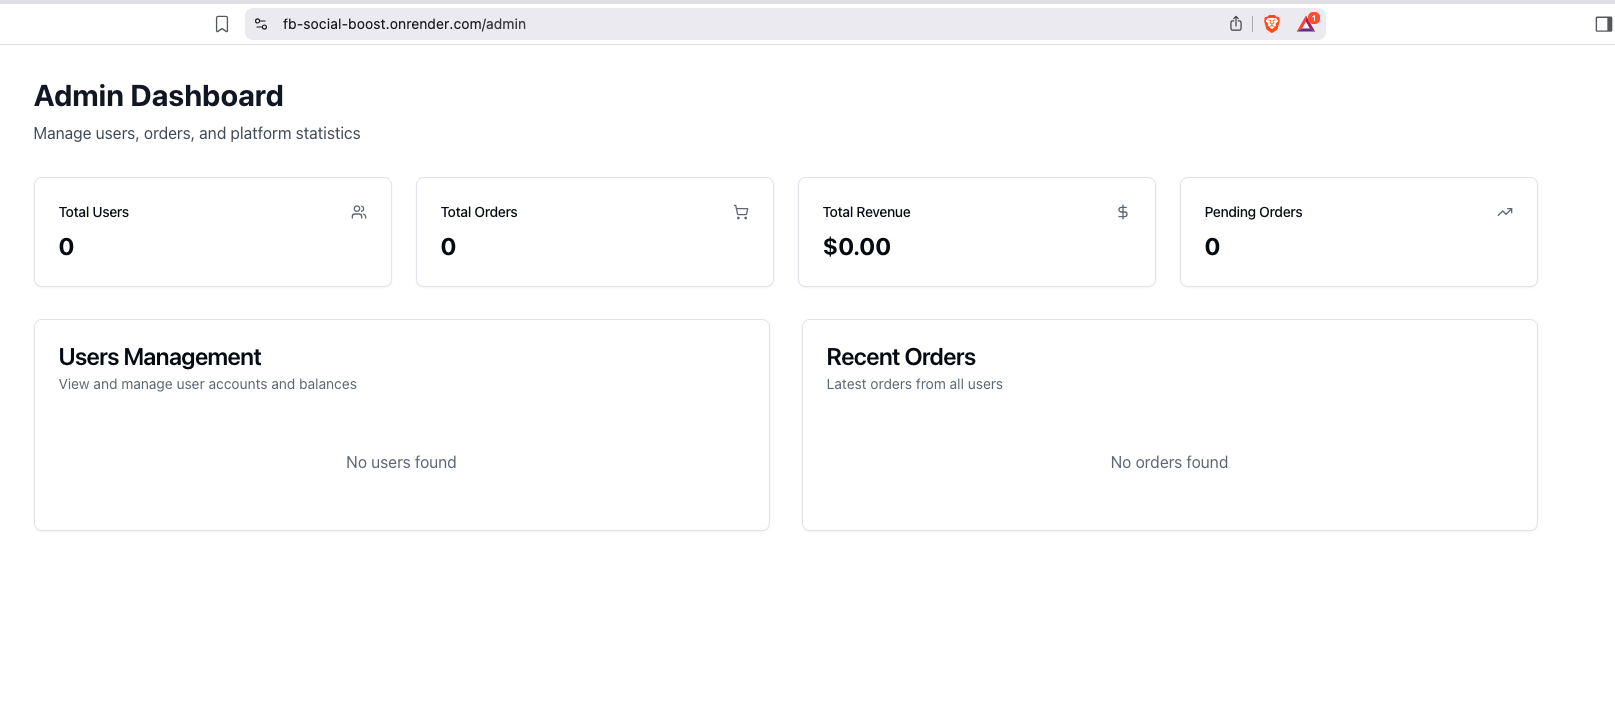 fb-social-boost.onrender.com/admin
1
Admin Dashboard
Manage users, orders, and platform statistics
Total Users
0
Total Orders
0
Total Revenue
$0.00
Pending Orders
0
Users Management
View and manage user accounts and balances
No users found
Recent Orders
Latest orders from all users
No orders found